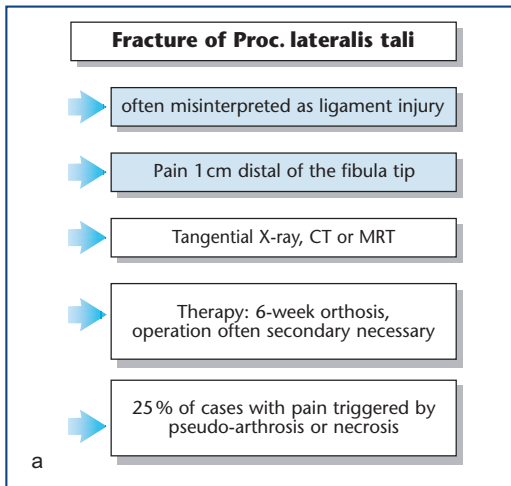 Fracture of Proc. lateralis tali
often misinterpreted as ligament injury
Pain 1 cm distal of the fibula tip
Tangential X-ray, CT or MRT
Therapy: 6-week orthosis,
operation often secondary necessary
25 % of cases with pain triggered by
pseudo-arthrosis or necrosis
a